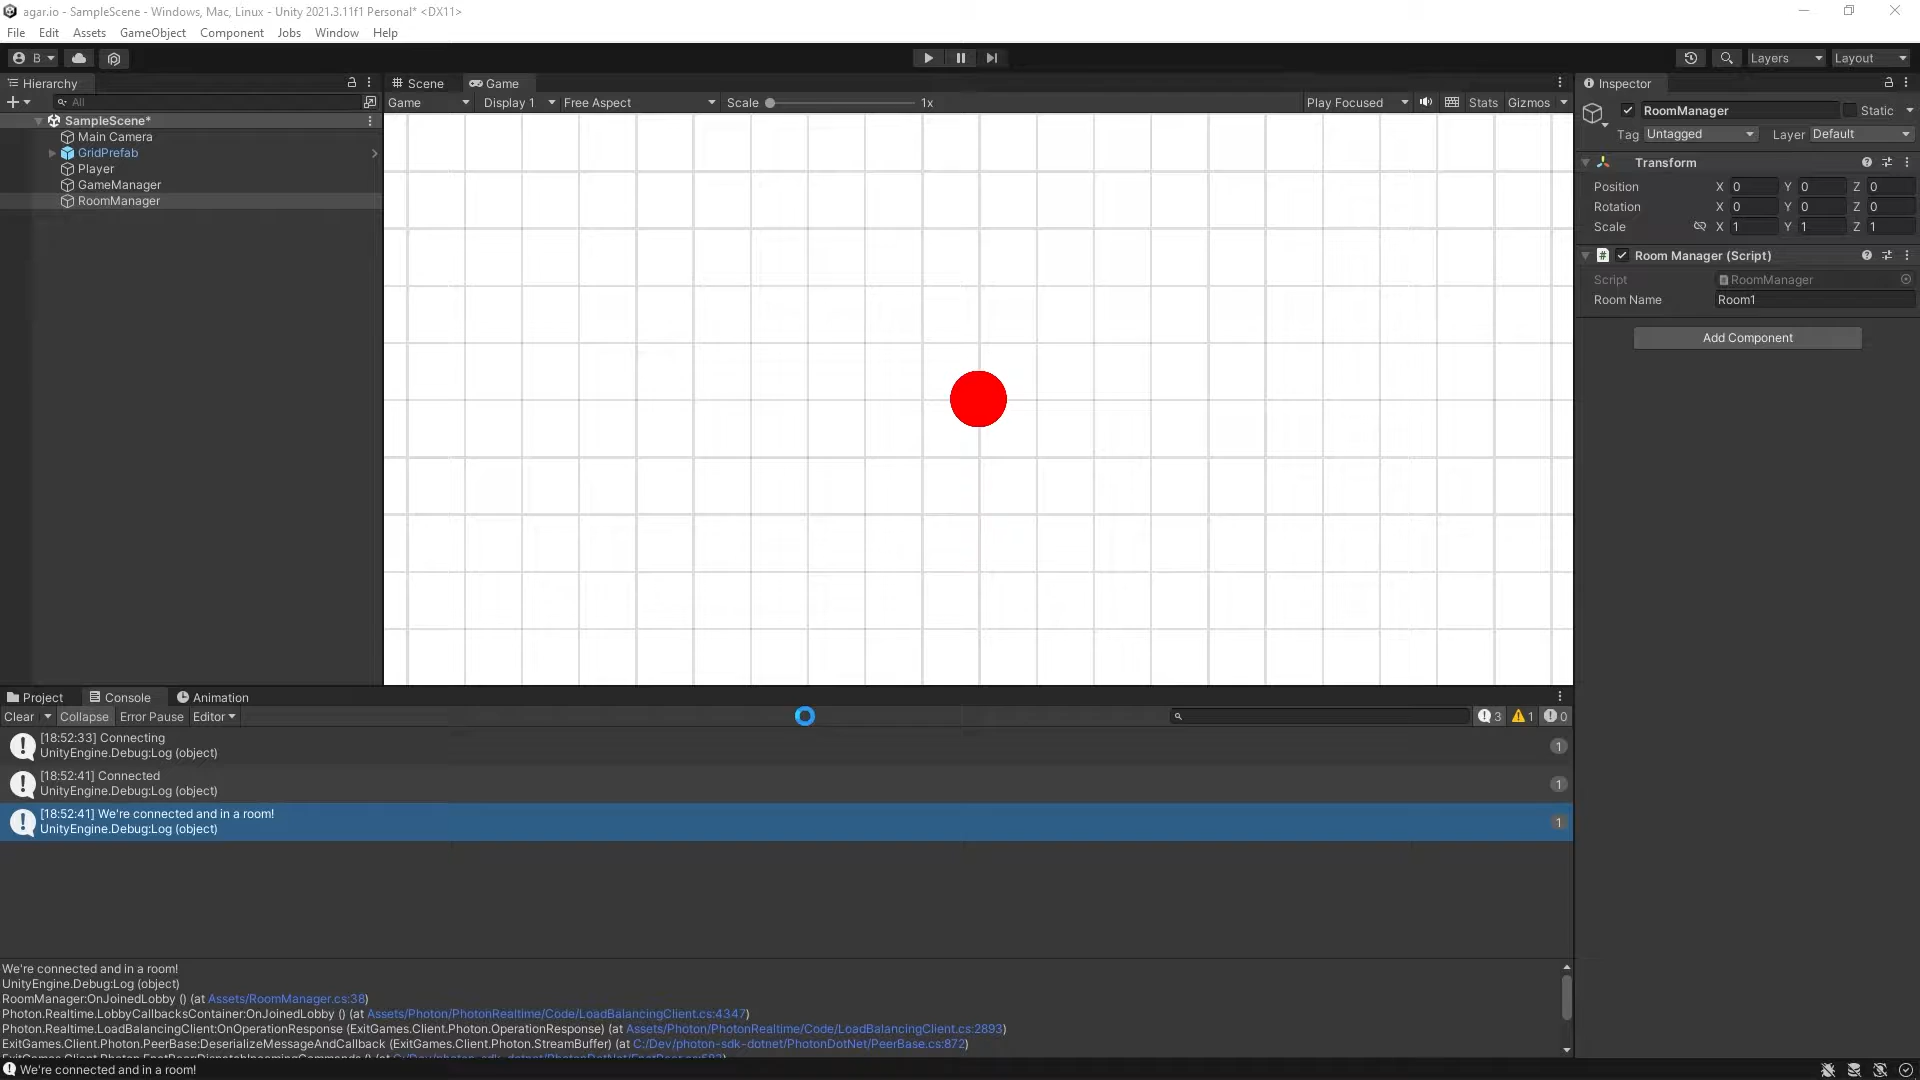 agar.io - SampleScene - Windows, Mac, Linux - Unity 2021.3.11f1 Personal* <DX11>
File Edit Assets GameObject Component Jobs Window Help
B Layers Layout
Hierarchy
All
SampleScene*
Main Camera
GridPrefab
Player
GameManager
RoomManager
Scene Game
Game Display 1 Free Aspect Scale 1x Play Focused Stats Gizmos
Inspector
RoomManager Static
Tag Untagged Layer Default
Transform
Position X 0 Y 0 Z 0
Rotation X 0 Y 0 Z 0
Scale X 1 Y 1 Z 1
# Room Manager (Script)
Script RoomManager
Room Name Room1
Add Component
Project Console Animation
Clear Collapse Error Pause Editor 3 1 0
[18:52:33] Connecting
UnityEngine.Debug:Log (object)
1
[18:52:41] Connected
UnityEngine.Debug:Log (object)
1
[18:52:41] We're connected and in a room!
UnityEngine.Debug:Log (object)
1
We're connected and in a room!
UnityEngine.Debug:Log (object)
RoomManager:OnJoinedLobby () (at Assets/RoomManager.cs:38)
Photon.Realtime.LobbyCallbacksContainer:OnJoinedLobby () (at Assets/Photon/PhotonRealtime/Code/LoadBalancingClient.cs:4347)
Photon.Realtime.LoadBalancingClient:OnOperationResponse (ExitGames.Client.Photon.OperationResponse) (at Assets/Photon/PhotonRealtime/Code/LoadBalancingClient.cs:2893)
ExitGames.Client.Photon.PeerBase:DeserializeMessageAndCallback (ExitGames.Client.Photon.StreamBuffer) (at C:/Dev/photon-sdk-dotnet/PhotonDotNet/PeerBase.cs:872)
We're connected and in a room!